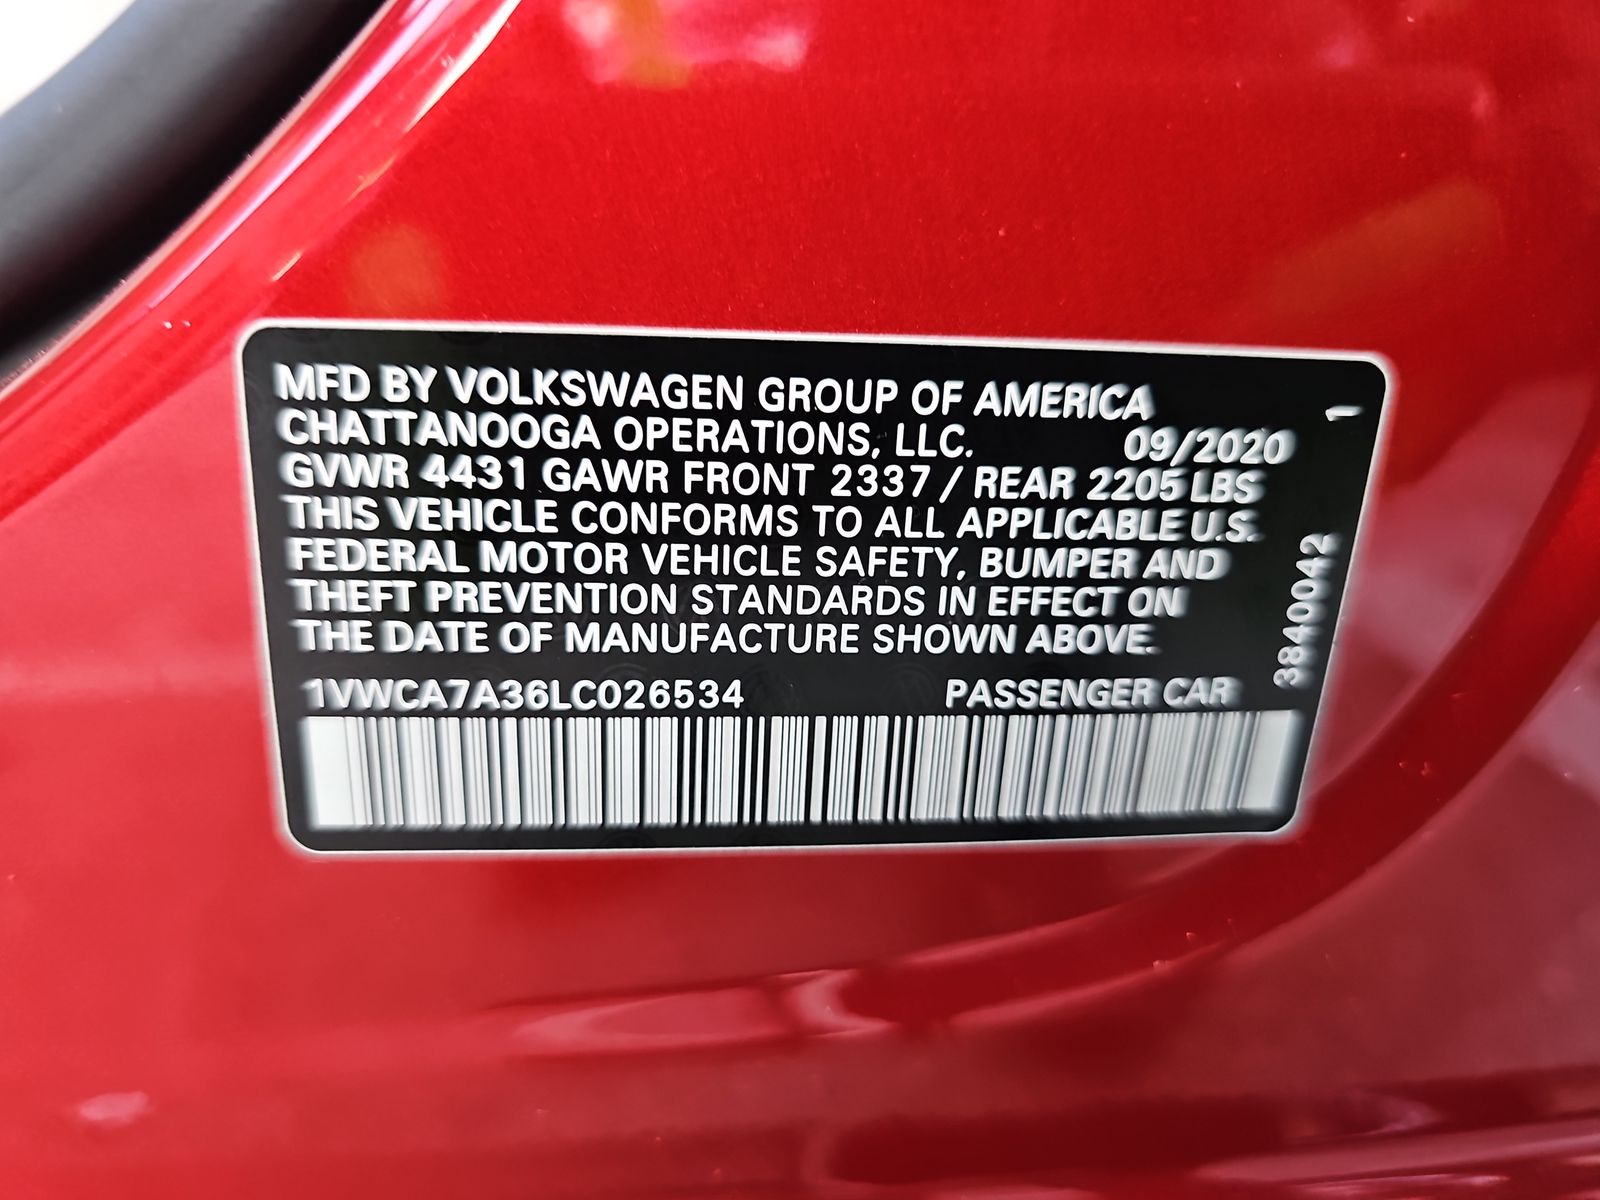 MFD BY VOLKSWAGEN GROUP OF AMERICA
CHATTANOOGA OPERATIONS, LLC. 09/2020
GVWR 4431 GAWR FRONT 2337 / REAR 2205 LBS
THIS VEHICLE CONFORMS TO ALL APPLICABLE U.S.
FEDERAL MOTOR VEHICLE SAFETY, BUMPER AND
THEFT PREVENTION STANDARDS IN EFFECT ON
THE DATE OF MANUFACTURE SHOWN ABOVE.
1VWCA7A36LC026534 PASSENGER CAR
3840042 1